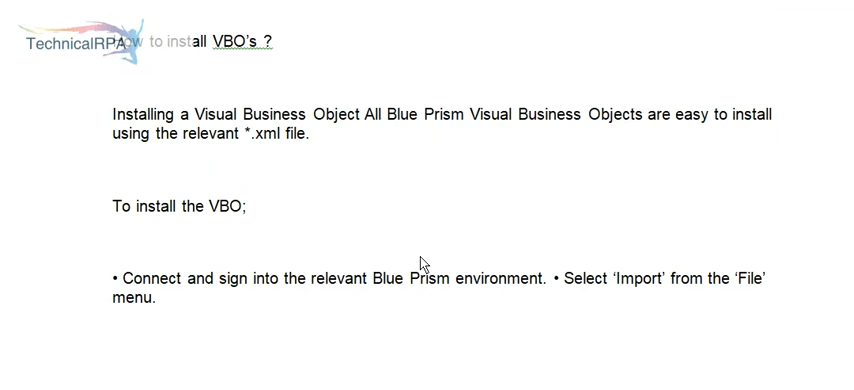 TechnicalRPA
How to install VBO's ?
Installing a Visual Business Object All Blue Prism Visual Business Objects are easy to install
using the relevant *.xml file.
To install the VBO;
• Connect and sign into the relevant Blue Prism environment. • Select ‘Import’ from the ‘File’
menu.